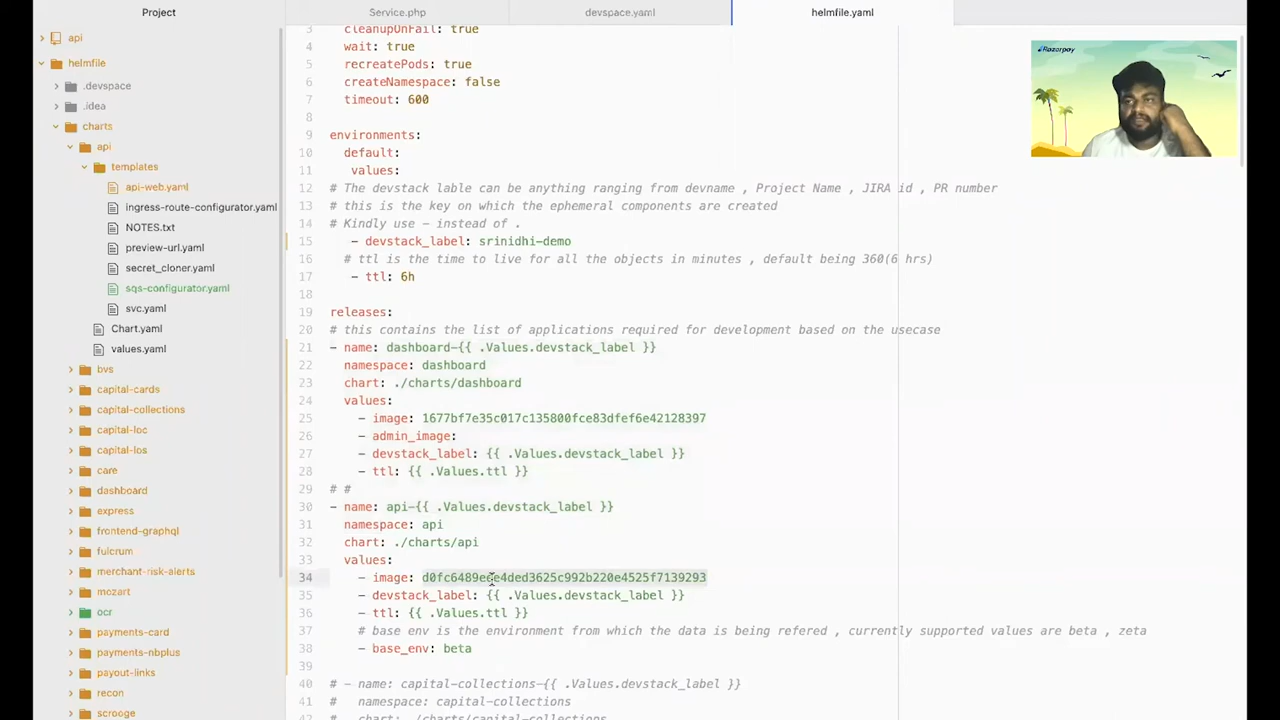 Project
Service.php
devspace.yaml
helmfile.yaml
api
helmfile
.devspace
.idea
charts
api
templates
api-web.yaml
ingress-route-configurator.yaml
NOTES.txt
preview-url.yaml
secret_cloner.yaml
sqs-configurator.yaml
svc.yaml
Chart.yaml
values.yaml
bvs
capital-cards
capital-collections
capital-loc
capital-los
care
dashboard
express
frontend-graphql
fulcrum
merchant-risk-alerts
mozart
ocr
payments-card
payments-nbplus
payout-links
recon
scrooge
3 cleanupOnFail: true
4 wait: true
5 recreatePods: true
6 createNamespace: false
7 timeout: 600
8
9 environments:
10 default:
11 values:
12 # The devstack lable can be anything ranging from devname , Project Name , JIRA id , PR number
13 # this is the key on which the ephemeral components are created
14 # Kindly use - instead of .
15 - devstack_label: srinidhi-demo
16 # ttl is the time to live for all the objects in minutes , default being 360(6 hrs)
17 - ttl: 6h
18
19 releases:
20 # this contains the list of applications required for development based on the usecase
21 - name: dashboard-{{ .Values.devstack_label }}
22 namespace: dashboard
23 chart: ./charts/dashboard
24 values:
25 - image: 1677bf7e35c017c135800fce83dfef6e42128397
26 - admin_image:
27 - devstack_label: {{ .Values.devstack_label }}
28 - ttl: {{ .Values.ttl }}
29 # #
30 - name: api-{{ .Values.devstack_label }}
31 namespace: api
32 chart: ./charts/api
33 values:
34 - image: d0fc6489eee4ded3625c992b220e4525f7139293
35 - devstack_label: {{ .Values.devstack_label }}
36 - ttl: {{ .Values.ttl }}
37 # base env is the environment from which the data is being refered , currently supported values are beta , zeta
38 - base_env: beta
39
40 # - name: capital-collections-{{ .Values.devstack_label }}
41 # namespace: capital-collections
42 # chart: ./charts/capital-collections
Razorpay